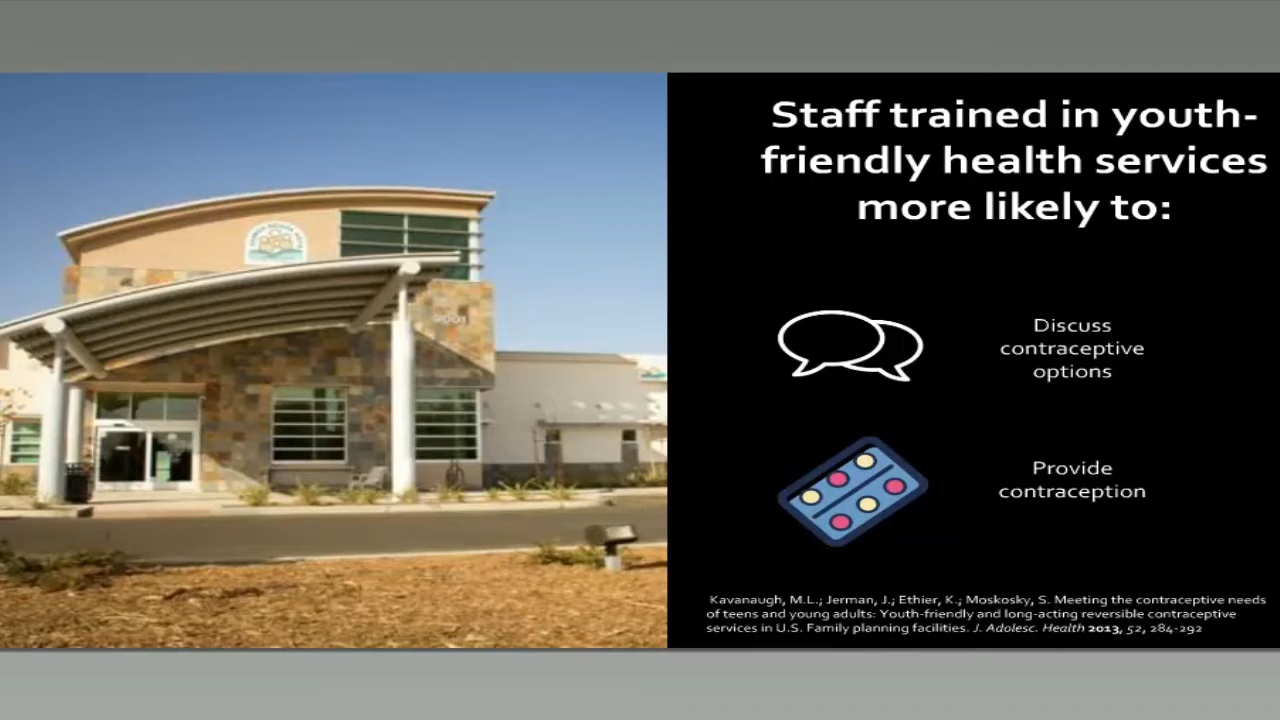 Staff trained in youth-
friendly health services
more likely to:
Discuss
contraceptive
options
Provide
contraception
Kavanaugh, M.L.; Jerman, J.; Ethier, K.; Moskosky, S. Meeting the contraceptive needs
of teens and young adults: Youth-friendly and long-acting reversible contraceptive
services in U.S. Family planning facilities. J. Adolesc. Health 2013, 52, 284-292